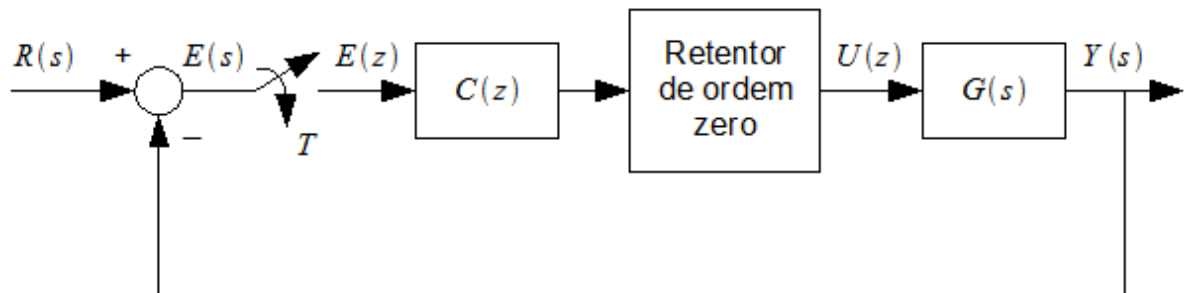 R(s)
+
−
E(s)
T
E(z)
C(z)
Retentor
de ordem
zero
U(z)
G(s)
Y(s)